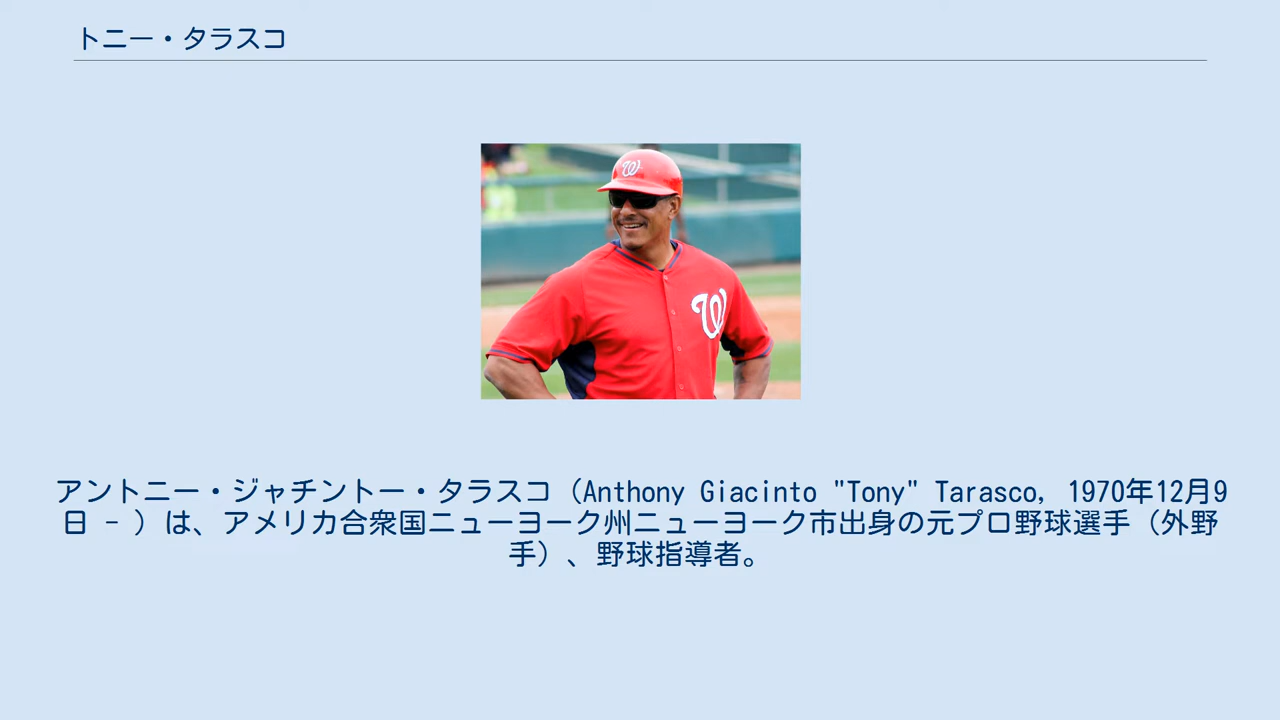 トニー・タラスコ
W
W
アントニー・ジャチントー・タラスコ（Anthony Giacinto "Tony" Tarasco, 1970年12月9
日 - ）は、アメリカ合衆国ニューヨーク州ニューヨーク市出身の元プロ野球選手（外野
手）、野球指導者。